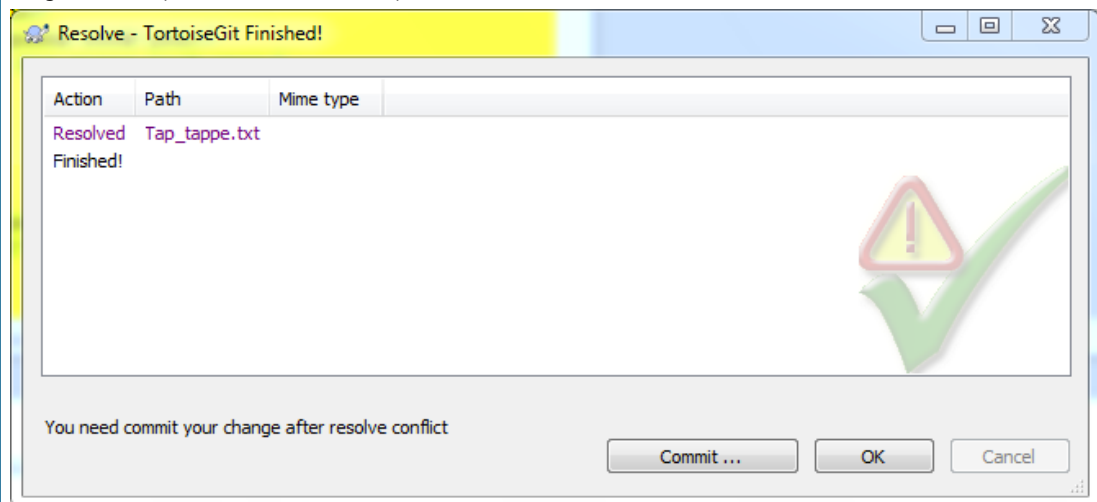 Resolve - TortoiseGit Finished!
Action Path Mime type
Resolved Tap_tappe.txt
Finished!
You need commit your change after resolve conflict
Commit ... OK Cancel